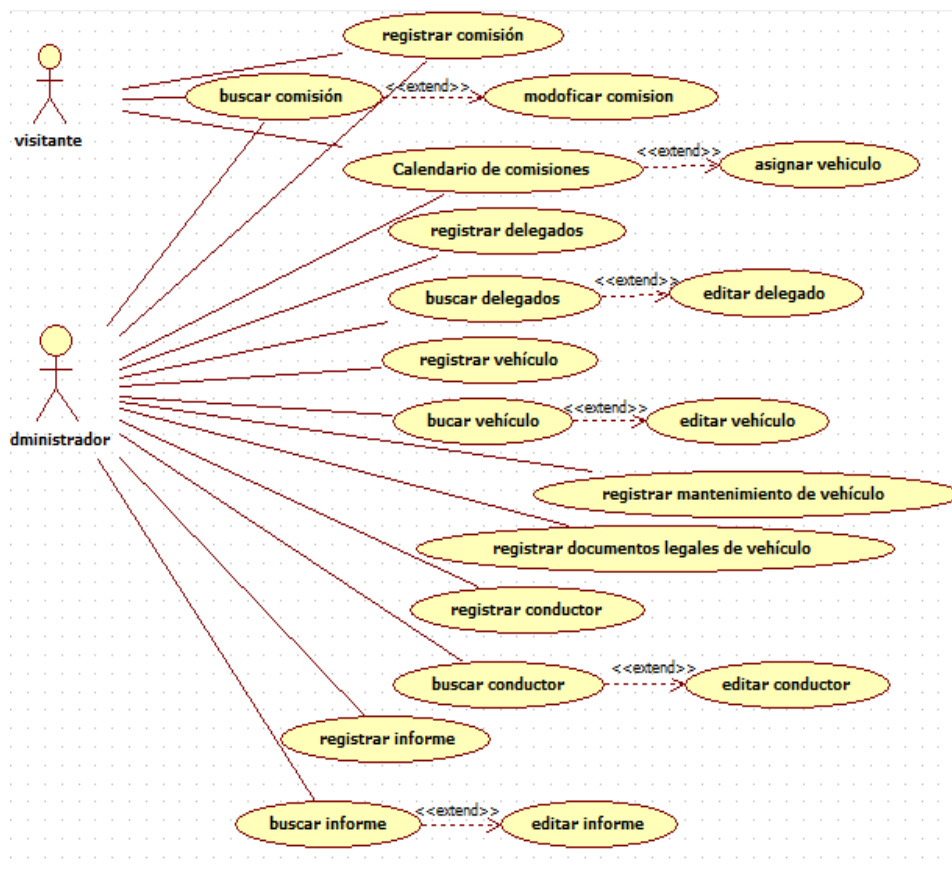 registrar comisión
buscar comisión
<<extend>>
modoficar comision
visitante
Calendario de comisiones
<<extend>>
asignar vehiculo
registrar delegados
buscar delegados
<<extend>>
editar delegado
registrar vehículo
bucar vehículo
<<extend>>
editar vehículo
dministrador
registrar mantenimiento de vehículo
registrar documentos legales de vehículo
registrar conductor
buscar conductor
<<extend>>
editar conductor
registrar informe
buscar informe
<<extend>>
editar informe